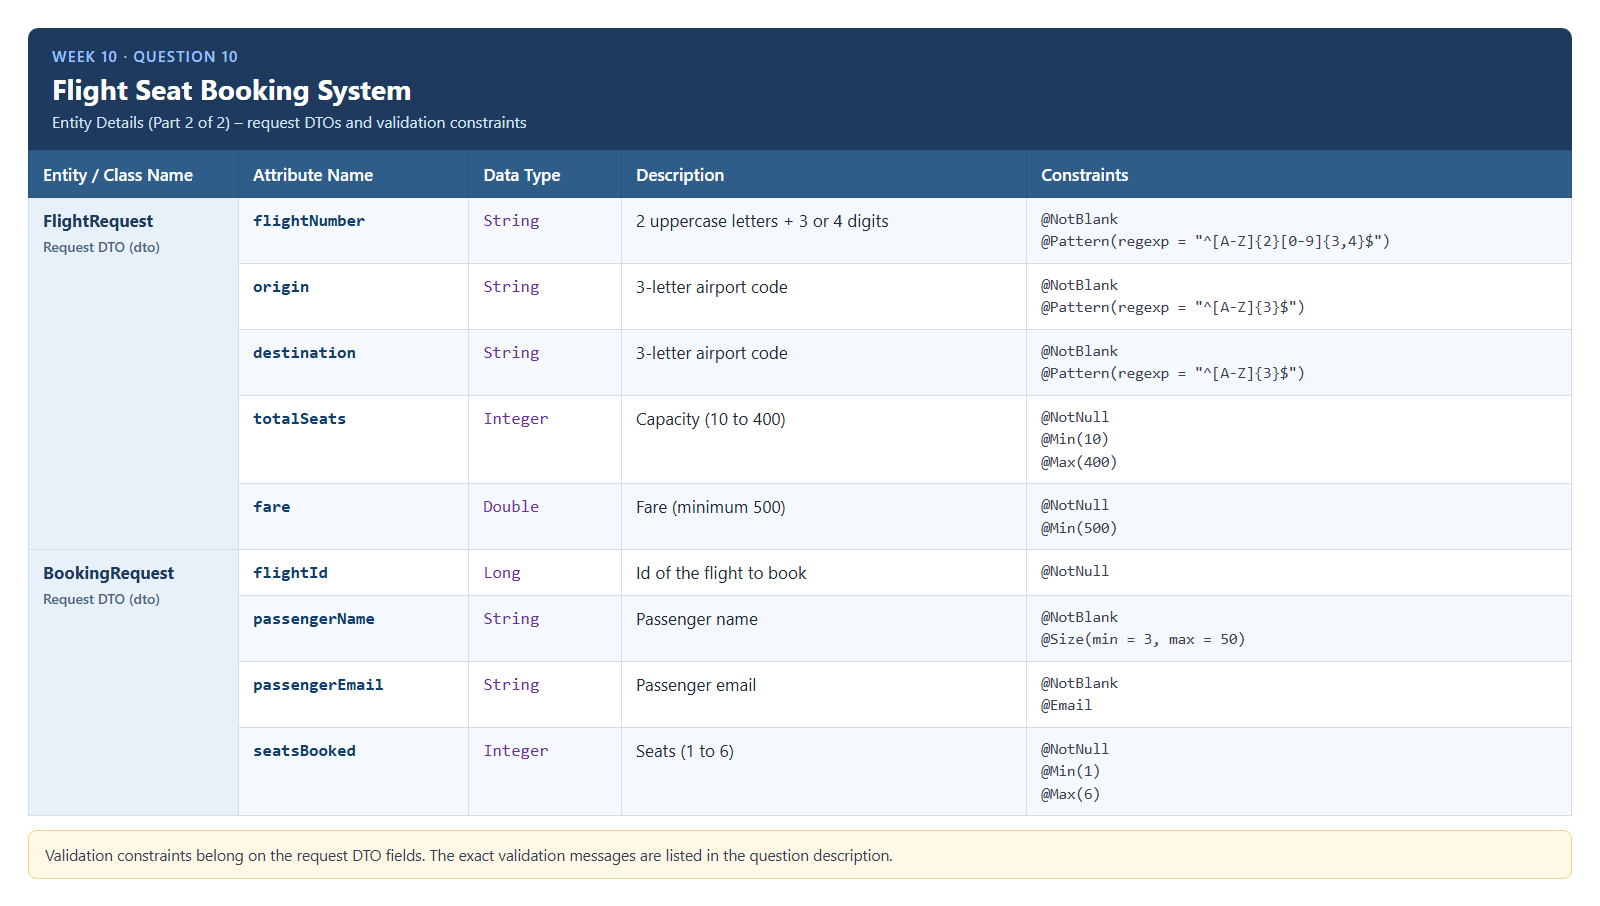 WEEK 10 · QUESTION 10
Flight Seat Booking System
Entity Details (Part 2 of 2) – request DTOs and validation constraints
Entity / Class Name Attribute Name Data Type Description Constraints
FlightRequest flightNumber String 2 uppercase letters + 3 or 4 digits @NotBlank
Request DTO (dto) @Pattern(regexp = "^[A-Z]{2}[0-9]{3,4}$")
origin String 3-letter airport code @NotBlank
@Pattern(regexp = "^[A-Z]{3}$")
destination String 3-letter airport code @NotBlank
@Pattern(regexp = "^[A-Z]{3}$")
totalSeats Integer Capacity (10 to 400) @NotNull
@Min(10)
@Max(400)
fare Double Fare (minimum 500) @NotNull
@Min(500)
BookingRequest flightId Long Id of the flight to book @NotNull
Request DTO (dto)
passengerName String Passenger name @NotBlank
@Size(min = 3, max = 50)
passengerEmail String Passenger email @NotBlank
@Email
seatsBooked Integer Seats (1 to 6) @NotNull
@Min(1)
@Max(6)
Validation constraints belong on the request DTO fields. The exact validation messages are listed in the question description.